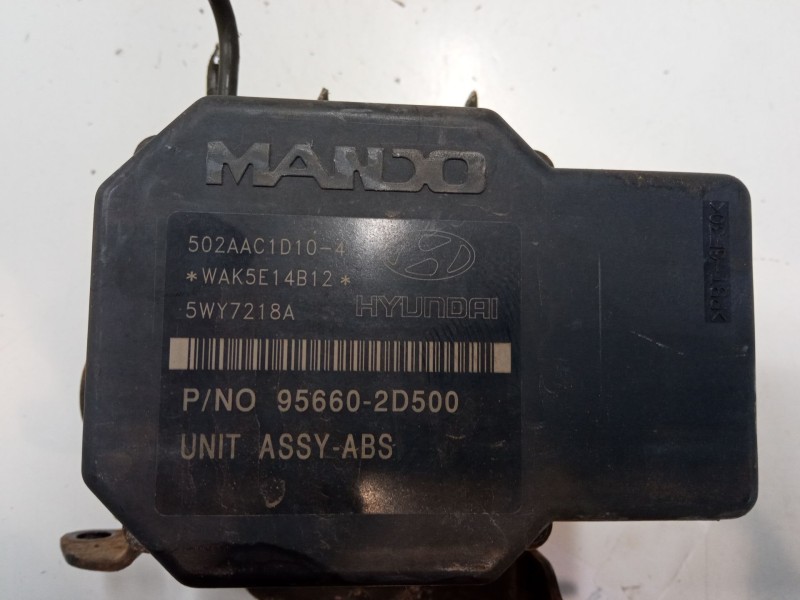 MANDO
502AAC1D10-4
*WAK5E14B12*
5WY7218A
HYUNDAI
P/NO 95660-2D500
UNIT ASSY-ABS